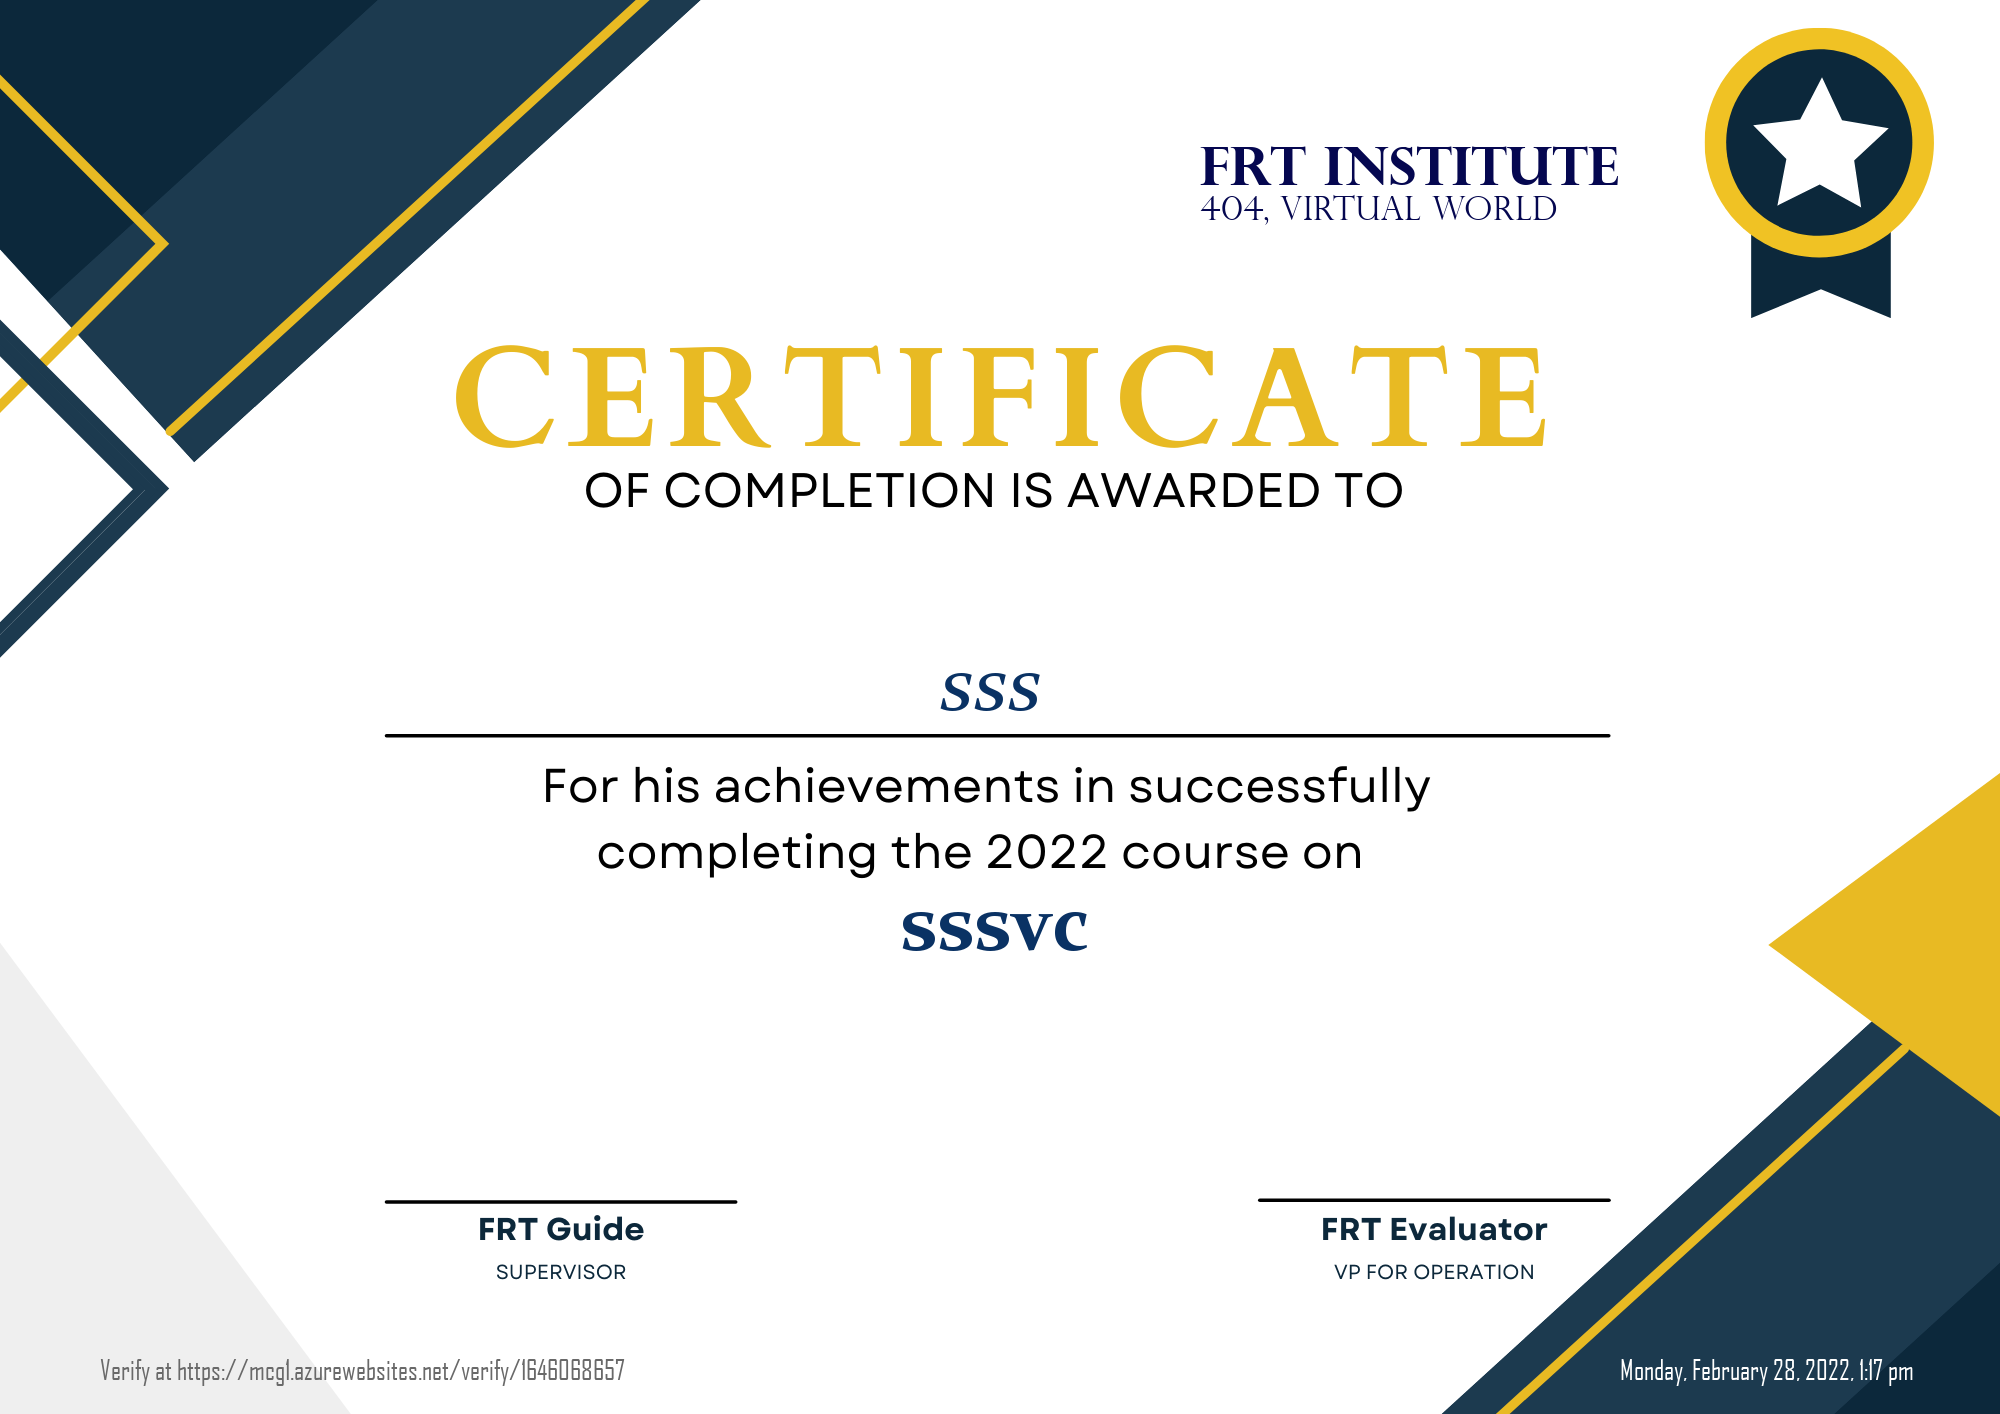 FRT INSTITUTE
404, VIRTUAL WORLD
CERTIFICATE
OF COMPLETION IS AWARDED TO
sss
For his achievements in successfully
completing the 2022 course on
sssvc
FRT Guide
SUPERVISOR
FRT Evaluator
VP FOR OPERATION
Verify at https://mcg1.azurewebsites.net/verify/1646068657
Monday, February 28, 2022, 1:17 pm